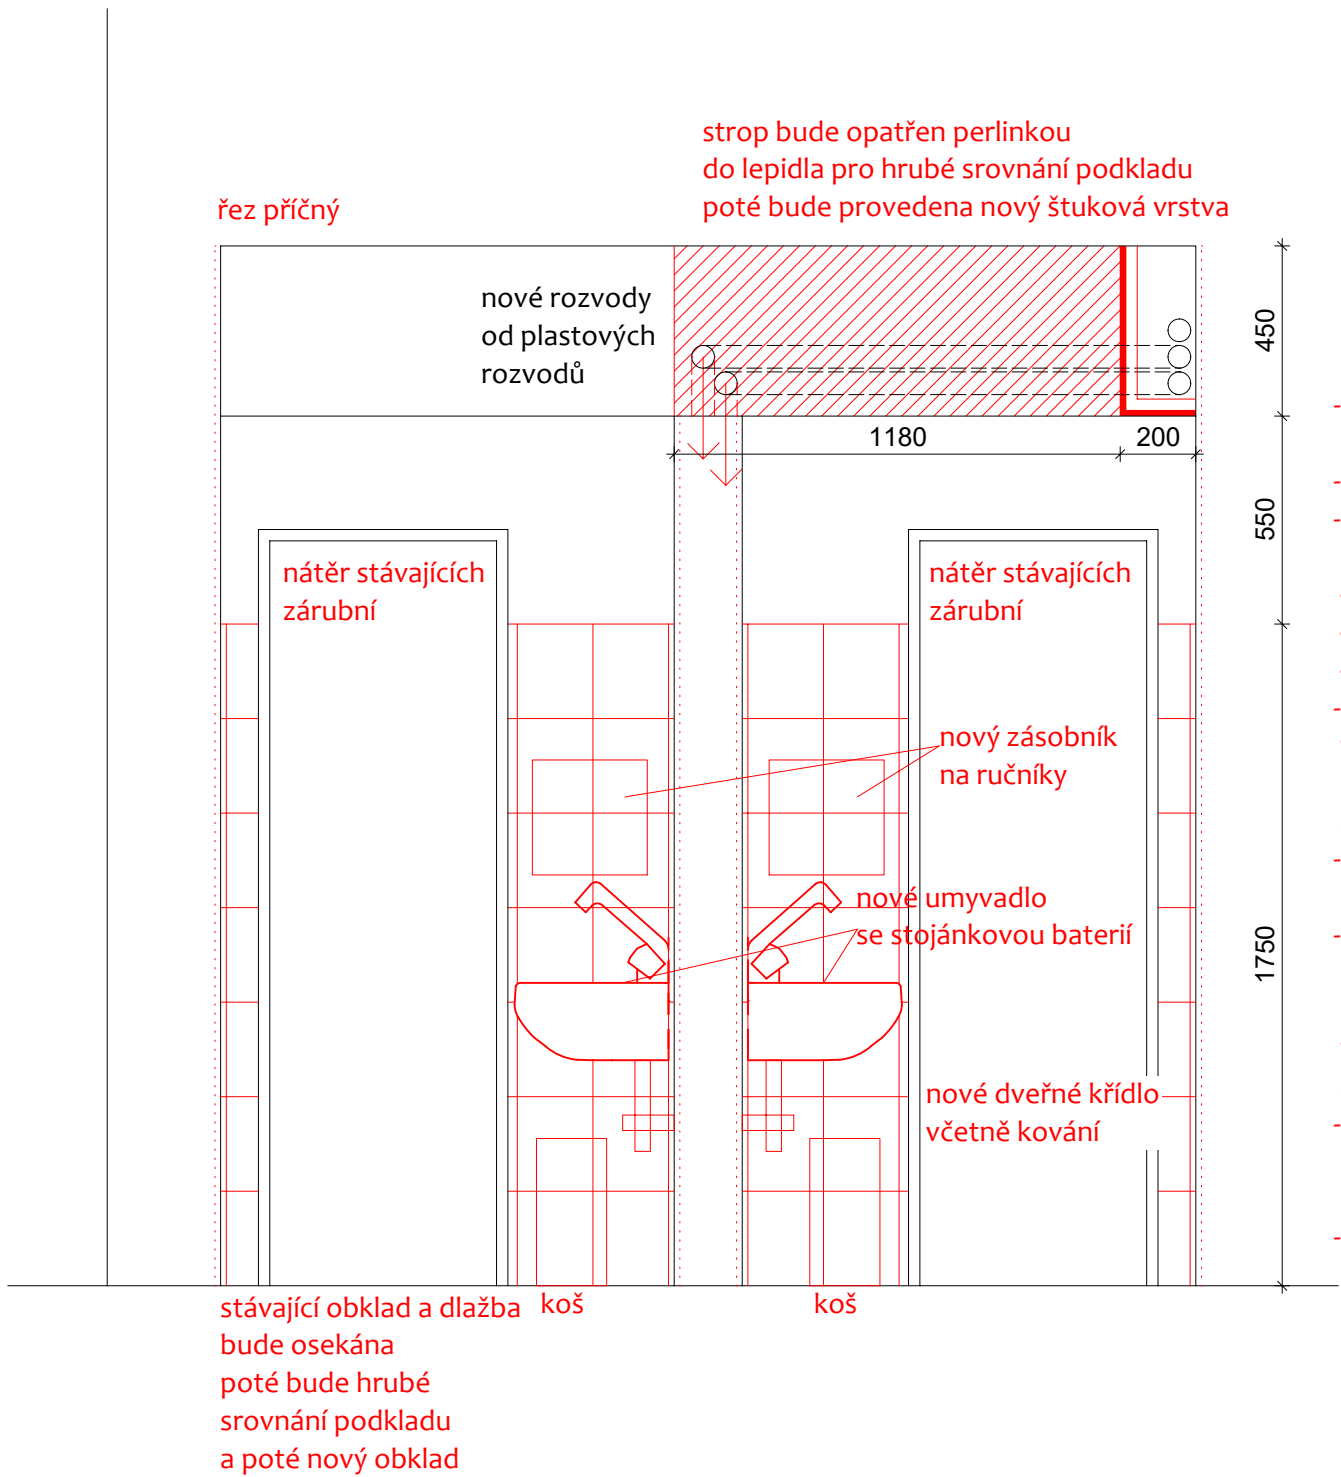 strop bude opatřen perlinkou
do lepidla pro hrubé srovnání podkladu
poté bude provedena nový štuková vrstva
řez příčný
nové rozvody
od plastových
rozvodů
450
1180
200
550
nátěr stávajících
zárubní
nátěr stávajících
zárubní
nový zásobník
na ručníky
nové umyvadlo
se stojánkovou baterií
1750
nové dveřné křídlo
včetně kování
stávající obklad a dlažba
bude osekána
poté bude hrubé
srovnání podkladu
a poté nový obklad
koš
koš